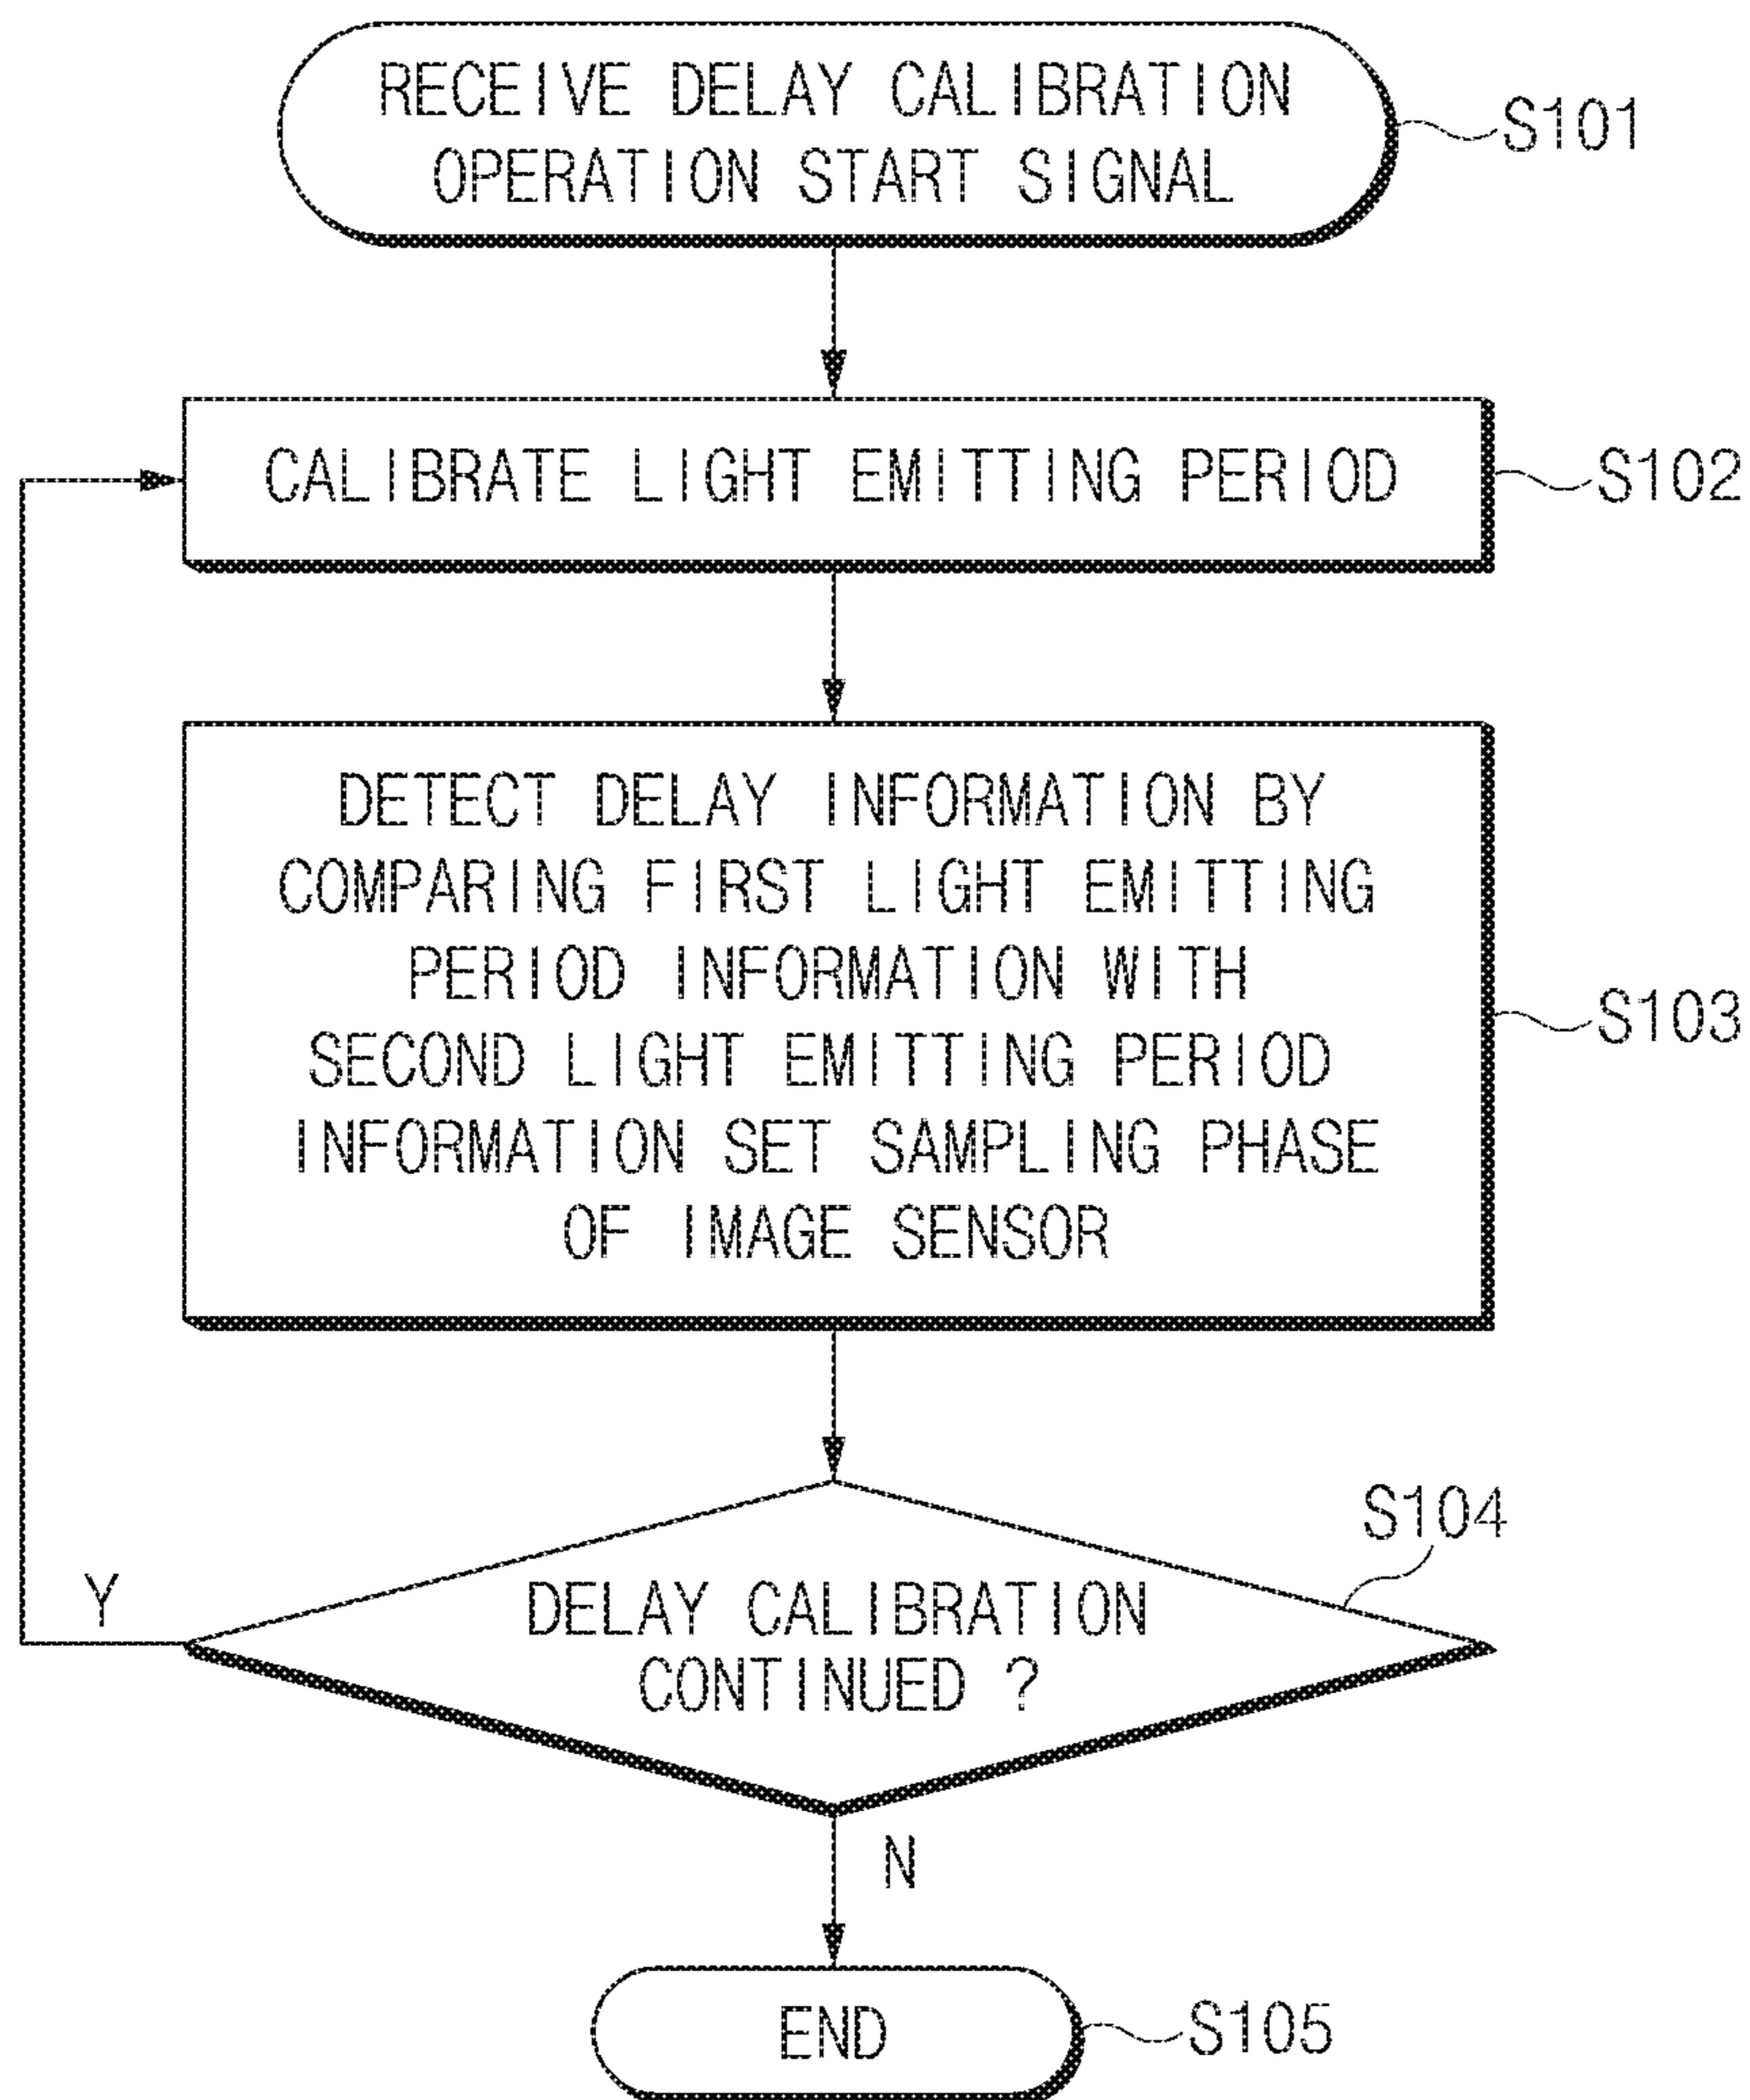 RECEIVE DELAY CALIBRATION
OPERATION START SIGNAL
S101
CALIBRATE LIGHT EMITTING PERIOD
S102
DETECT DELAY INFORMATION BY
COMPARING FIRST LIGHT EMITTING
PERIOD INFORMATION WITH
SECOND LIGHT EMITTING PERIOD
INFORMATION SET SAMPLING PHASE
OF IMAGE SENSOR
S103
S104
DELAY CALIBRATION
CONTINUED ?
Y
N
END
S105